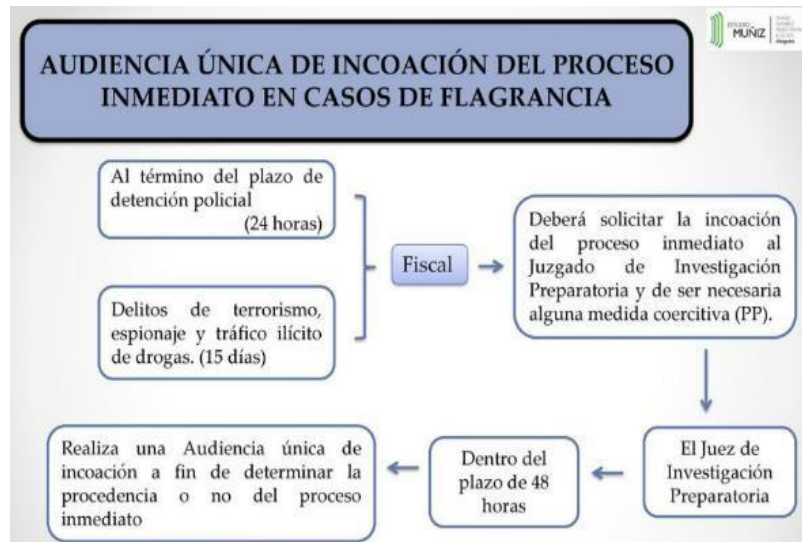 ESTUDIO
MUÑIZ
AUDIENCIA ÚNICA DE INCOACIÓN DEL PROCESO
INMEDIATO EN CASOS DE FLAGRANCIA
Al término del plazo de
detención policial
(24 horas)
Delitos de terrorismo,
espionaje y tráfico ilícito
de drogas. (15 días)
Fiscal
Deberá solicitar la incoación
del proceso inmediato al
Juzgado de Investigación
Preparatoria y de ser necesaria
alguna medida coercitiva (PP).
El Juez de
Investigación
Preparatoria
Dentro del
plazo de 48
horas
Realiza una Audiencia única de
incoación a fin de determinar la
procedencia o no del proceso
inmediato